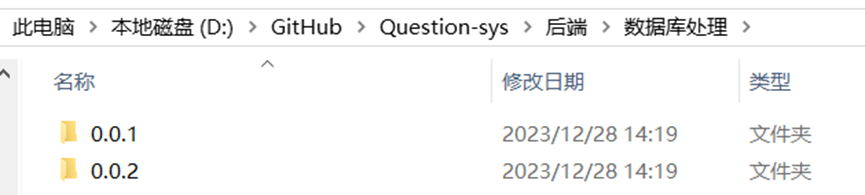 此电脑 > 本地磁盘 (D:) > GitHub > Question-sys > 后端 > 数据库处理 >
名称 修改日期 类型
0.0.1 2023/12/28 14:19 文件夹
0.0.2 2023/12/28 14:19 文件夹